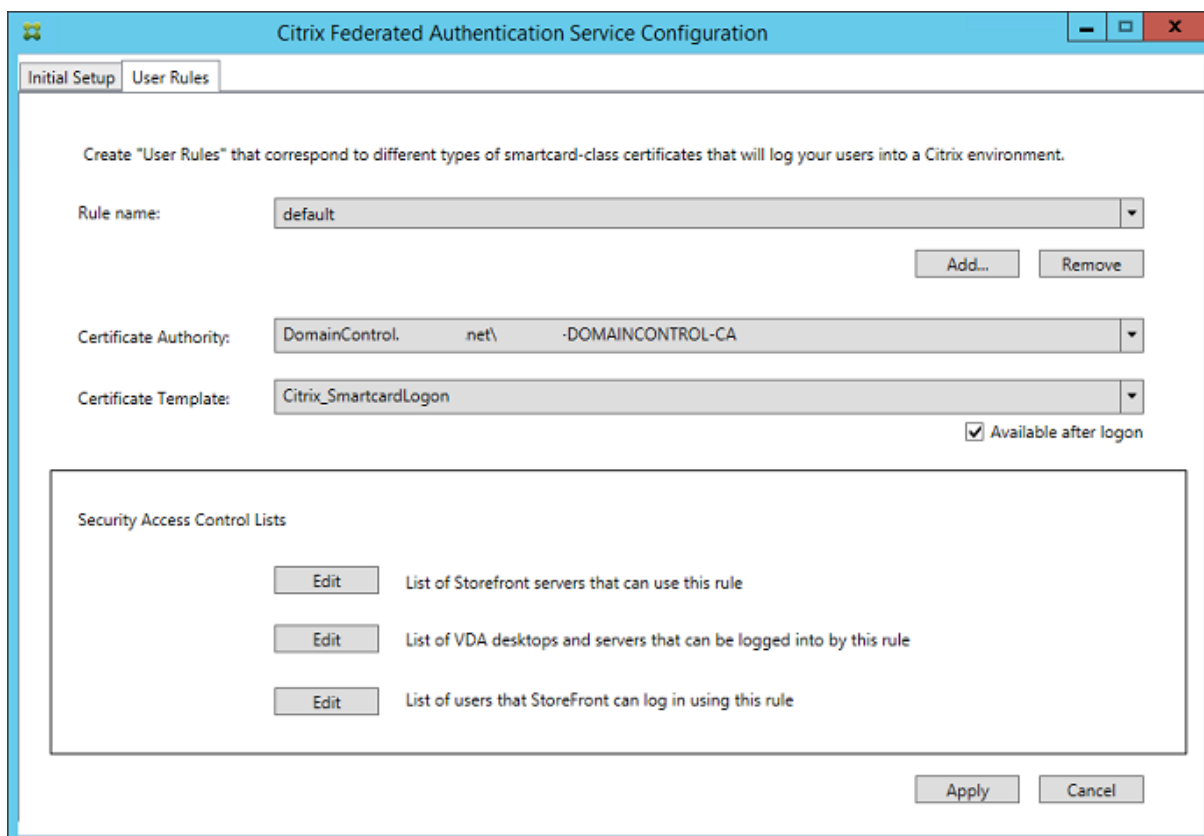 Citrix Federated Authentication Service Configuration
Initial Setup User Rules
Create "User Rules" that correspond to different types of smartcard-class certificates that will log your users into a Citrix environment.
Rule name: default
Add... Remove
Certificate Authority: DomainControl. .net\ -DOMAINCONTROL-CA
Certificate Template: Citrix_SmartcardLogon
Available after logon
Security Access Control Lists
Edit List of Storefront servers that can use this rule
Edit List of VDA desktops and servers that can be logged into by this rule
Edit List of users that StoreFront can log in using this rule
Apply Cancel